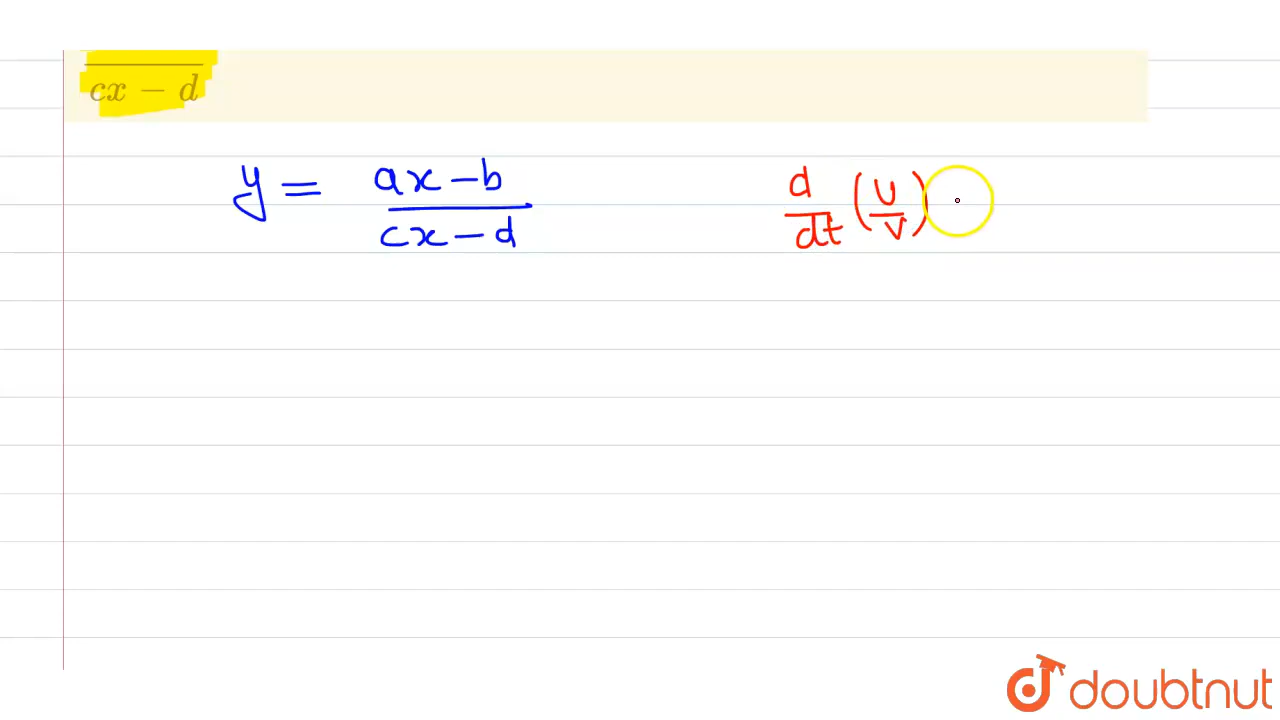 cx − d
y = ax − b / cx − d
d/dt (u/v)
doubtnut